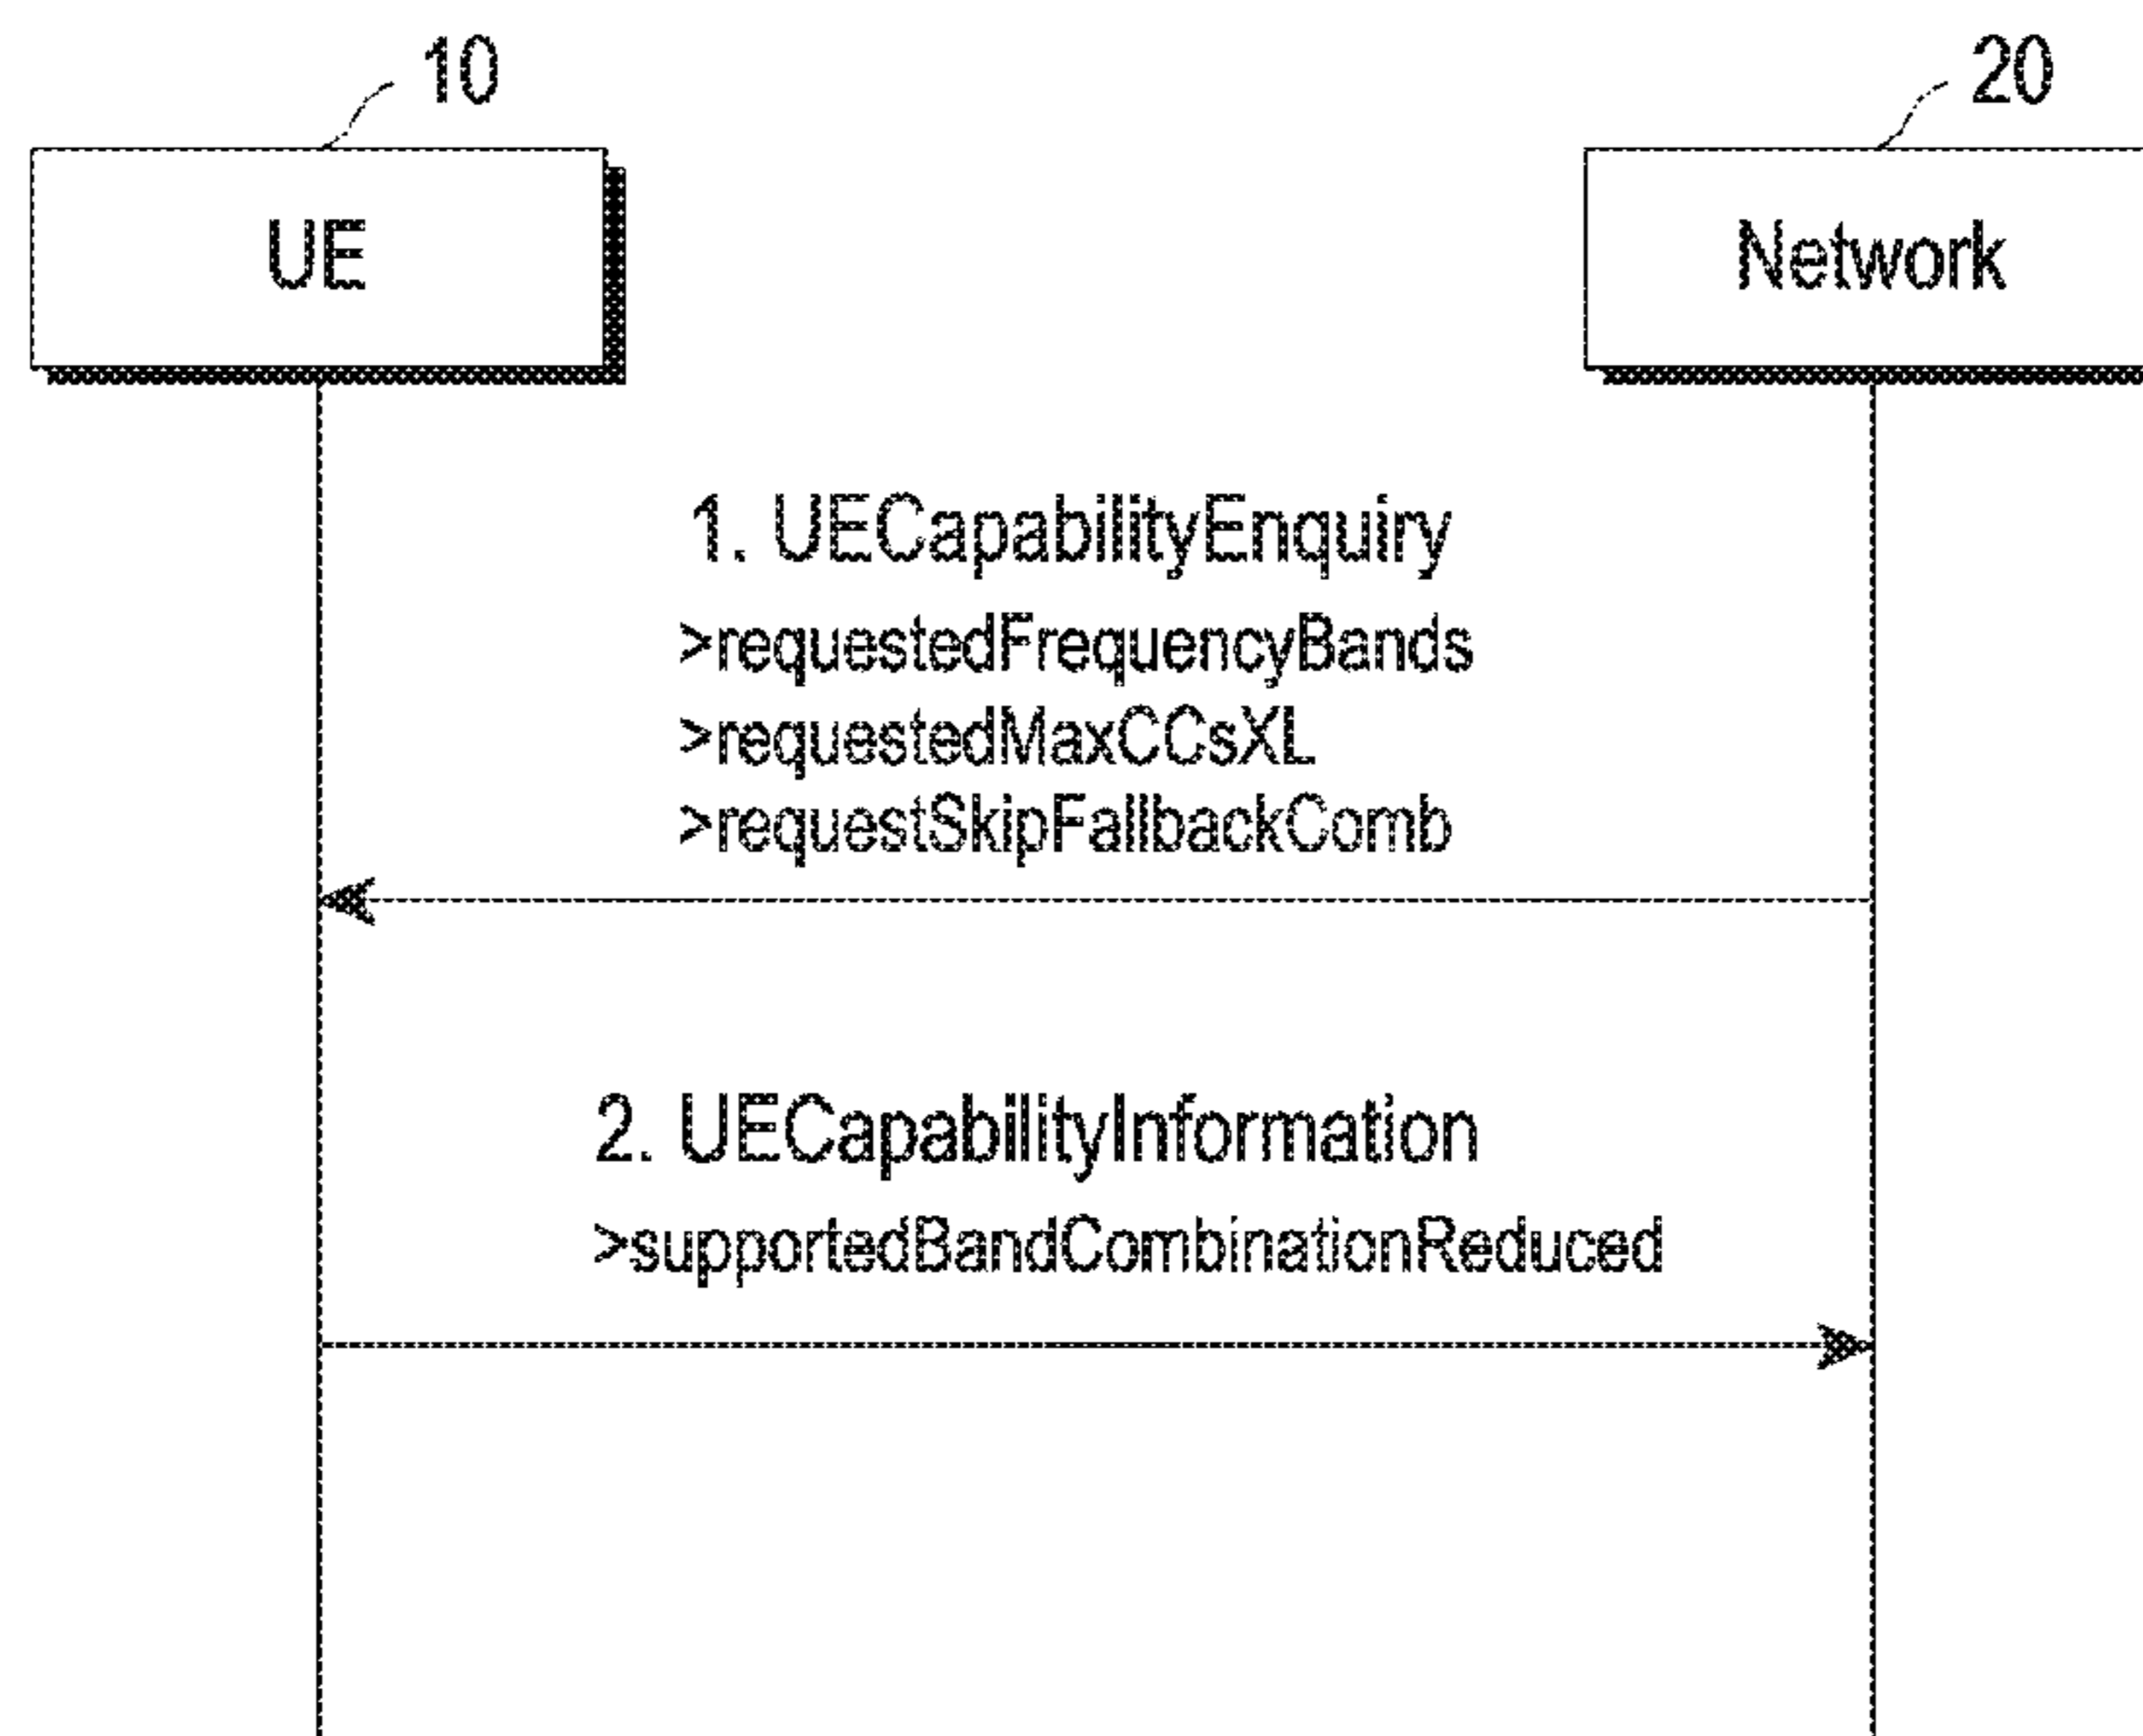 10
20
UE
Network
1. UECapabilityEnquiry
>requestedFrequencyBands
>requestedMaxCCsXL
>requestSkipFallbackComb
2. UECapabilityInformation
>supportedBandCombinationReduced